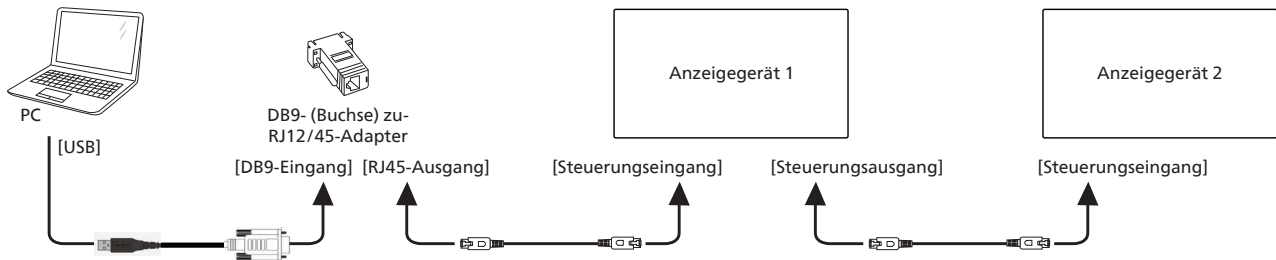 Anzeigegerät 1
Anzeigegerät 2
PC
DB9- (Buchse) zu-
RJ12/45-Adapter
[USB]
[DB9-Eingang] [RJ45-Ausgang] [Steuerungseingang] [Steuerungsausgang] [Steuerungseingang]